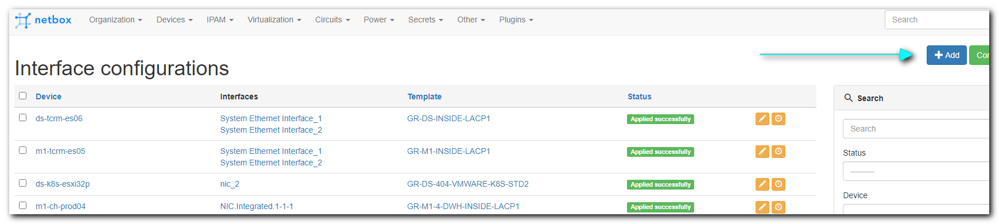 netbox Organization Devices IPAM Virtualization Circuits Power Secrets Other Plugins Search
Add
Interface configurations
Device Interfaces Template Status
Search
ds-tcrm-es06 System Ethernet Interface_1 GR-DS-INSIDE-LACP1 Applied successfully
System Ethernet Interface_2
Search
m1-tcrm-es05 System Ethernet Interface_1 GR-M1-INSIDE-LACP1 Applied successfully
System Ethernet Interface_2
Status
---------
ds-k8s-esxi32p nic_2 GR-DS-404-VMWARE-K8S-STD2 Applied successfully
Device
m1-ch-prod04 NIC.Integrated.1-1-1 GR-M1-4-DWH-INSIDE-LACP1 Applied successfully